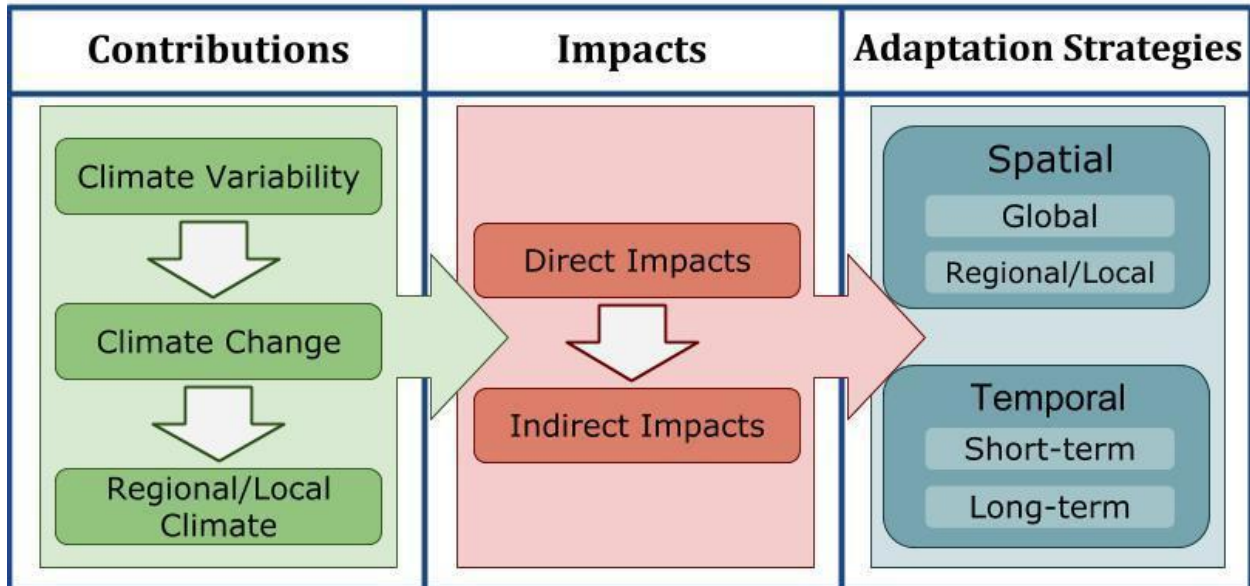 Contributions
Impacts
Adaptation Strategies
Climate Variability
Climate Change
Regional/Local
Climate
Direct Impacts
Indirect Impacts
Spatial
Global
Regional/Local
Temporal
Short-term
Long-term